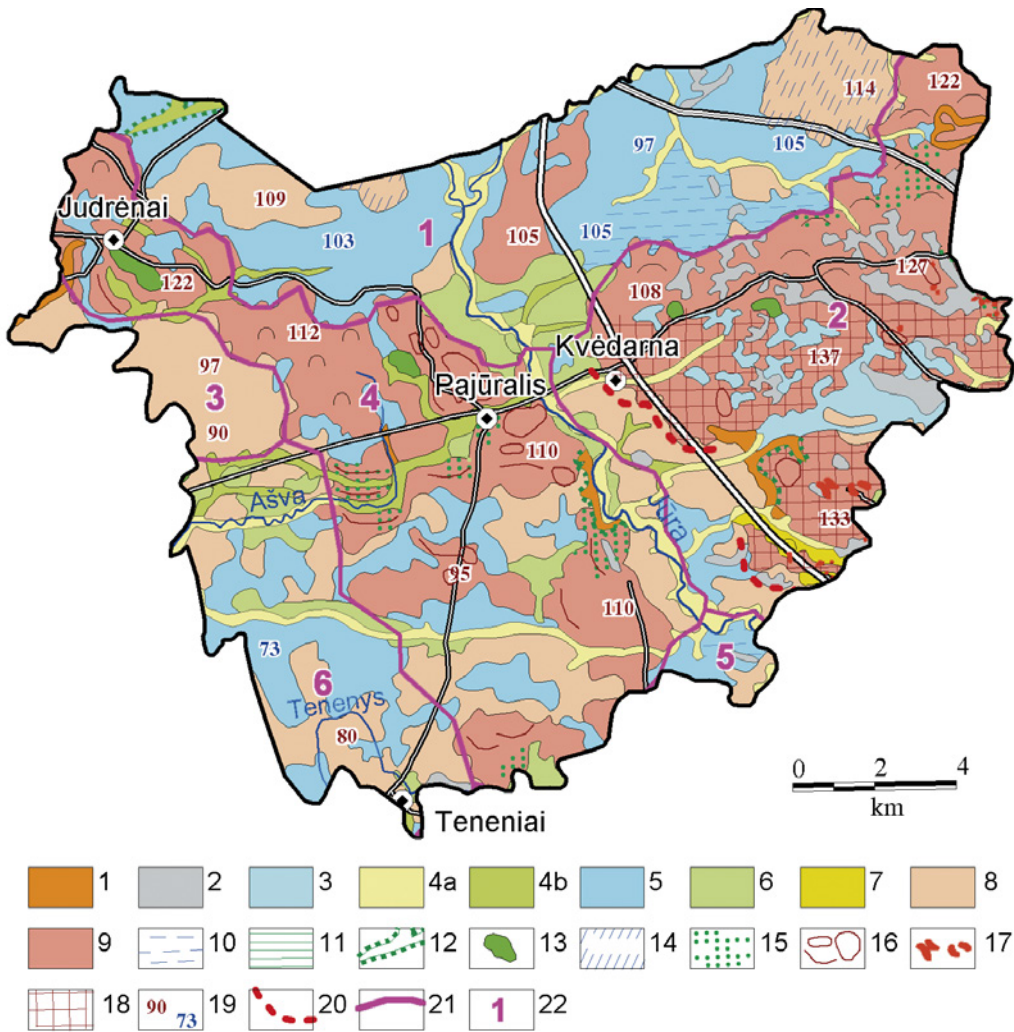 122
114
97
105
Judrėnai
109
103
1
105
105
122
108
127
2
112
137
Kvėdarna
97
3
4
Pajūralis
90
110
Ašva
Jūra
133
95
110
73
5
6
Tenenys
80
0 2 4
km
Teneniai
1 2 3 4a 4b 5 6 7 8
9 10 11 12 13 14 15 16 17
18 90 73 19 20 21 1 22